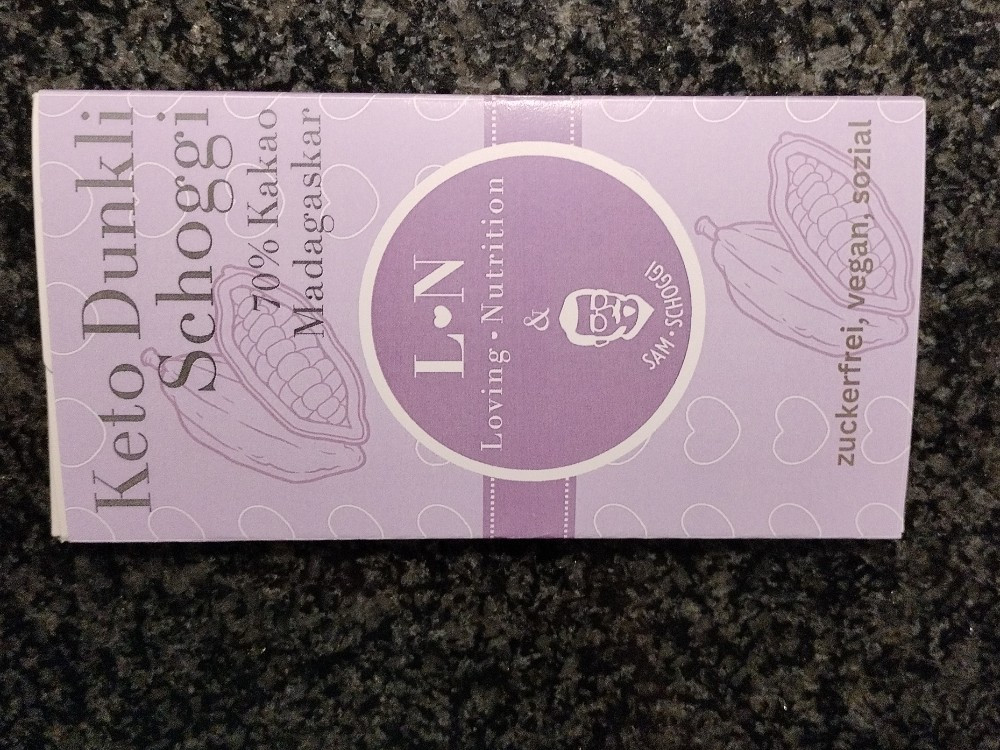 Keto Dunkli
Schoggi
70% Kakao
Madagaskar
L♥N
Loving • Nutrition
&
SAM • SCHOGGI
zuckerfrei, vegan, sozial